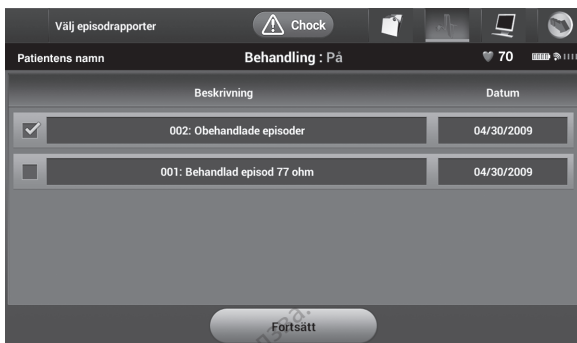 Välj episodrapporter
Chock
Patientens namn
Behandling : På
70
Beskrivning
Datum
002: Obehandlade episoder
04/30/2009
001: Behandlad episod 77 ohm
04/30/2009
Fortsätt